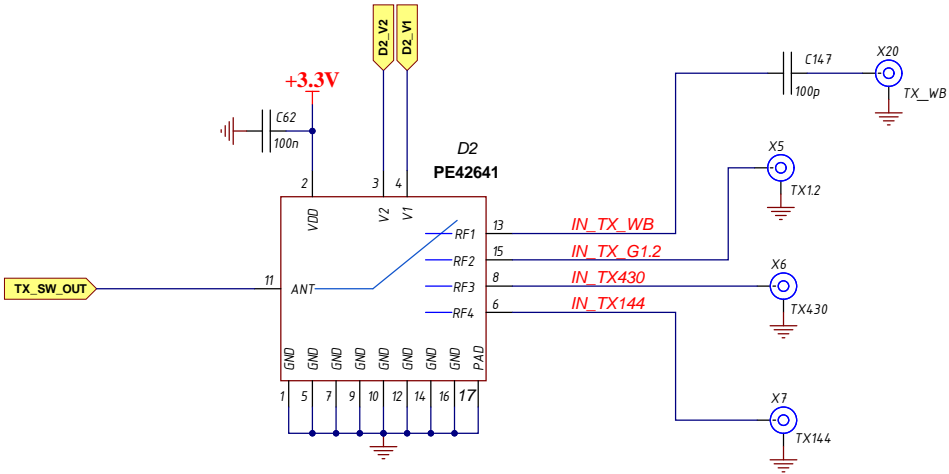 D2_V2
D2_V1
X20
C147
+3.3V
100p
TX_WB
C62
100n
D2
PE42641
X5
2
3
4
TX1.2
VDD
V2
V1
RF1
13
IN_TX_WB
RF2
15
IN_TX_G1.2
X6
TX_SW_OUT
11
ANT
RF3
8
IN_TX430
TX430
RF4
6
IN_TX144
GND
GND
GND
GND
GND
GND
GND
GND
PAD
1
5
7
9
10
12
14
16
17
X7
TX144